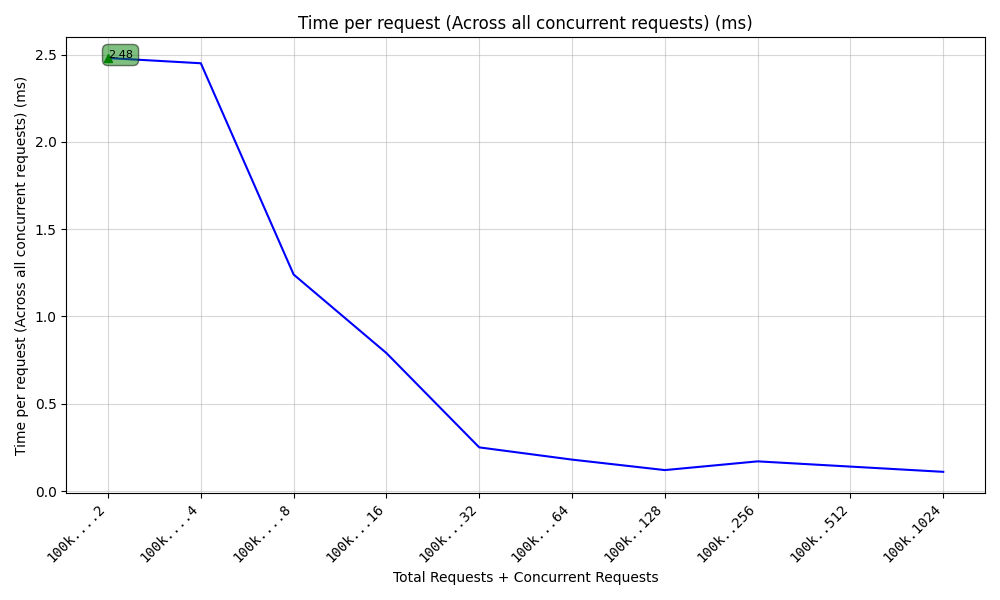 Time per request (Across all concurrent requests) (ms)
Time per request (Across all concurrent requests) (ms)
2.5
2.0
1.5
1.0
0.5
0.0
2.48
100k....2
100k....4
100k....8
100k...16
100k...32
100k...64
100k..128
100k..256
100k..512
100k.1024
Total Requests + Concurrent Requests